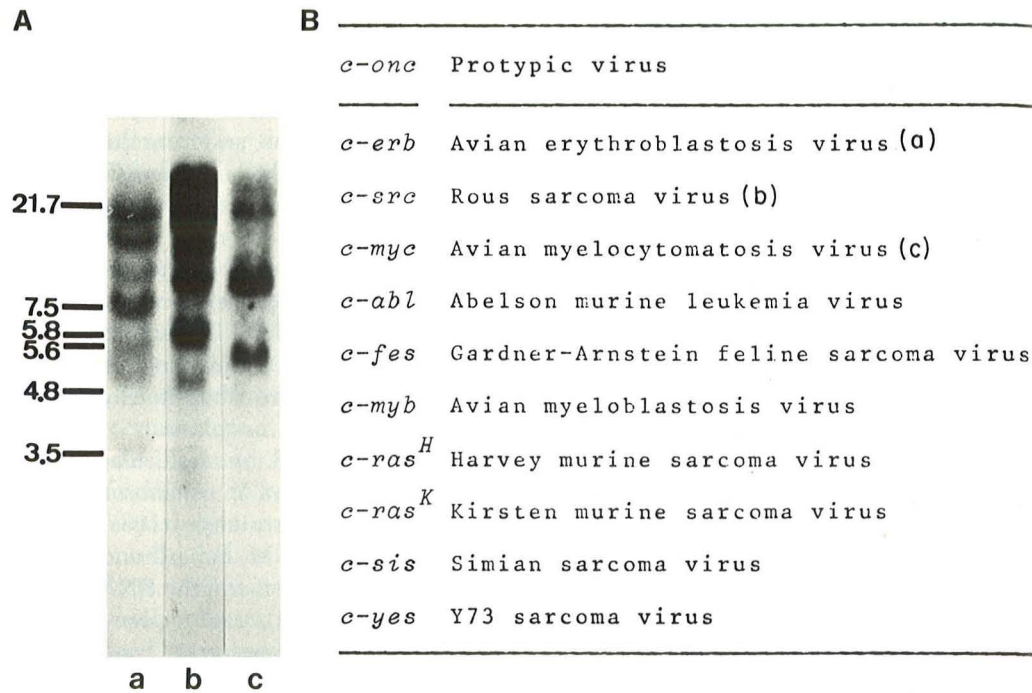 A
21.7
7.5
5.8
5.6
4.8
3.5
a b c
B
c-onc Protypic virus
c-erb Avian erythroblastosis virus (a)
c-src Rous sarcoma virus (b)
c-myc Avian myelocytomatosis virus (c)
c-abl Abelson murine leukemia virus
c-fes Gardner-Arnstein feline sarcoma virus
c-myb Avian myeloblastosis virus
c-ras^H Harvey murine sarcoma virus
c-ras^K Kirsten murine sarcoma virus
c-sis Simian sarcoma virus
c-yes Y73 sarcoma virus